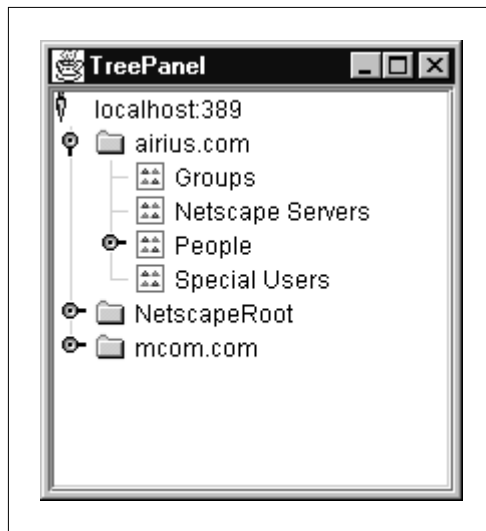 TreePanel
localhost:389
airius.com
Groups
Netscape Servers
People
Special Users
NetscapeRoot
mcom.com